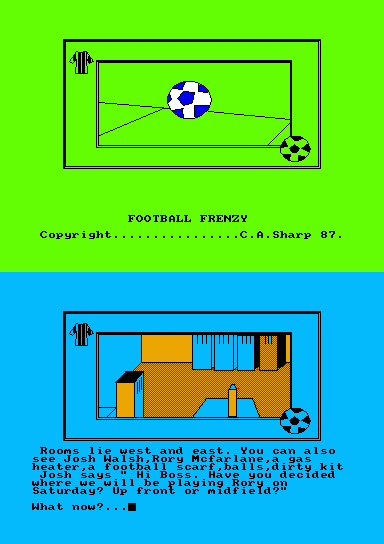 FOOTBALL FRENZY
Copyright................C.A.Sharp 87.
Rooms lie west and east. You can also
see Josh Walsh,Rory Mcfarlane,a gas
heater,a football scarf,balls,dirty kit
Josh says " Hi Boss. Have you decided
where we will be playing Rory on
Saturday? Up front or midfield?"
What now?...